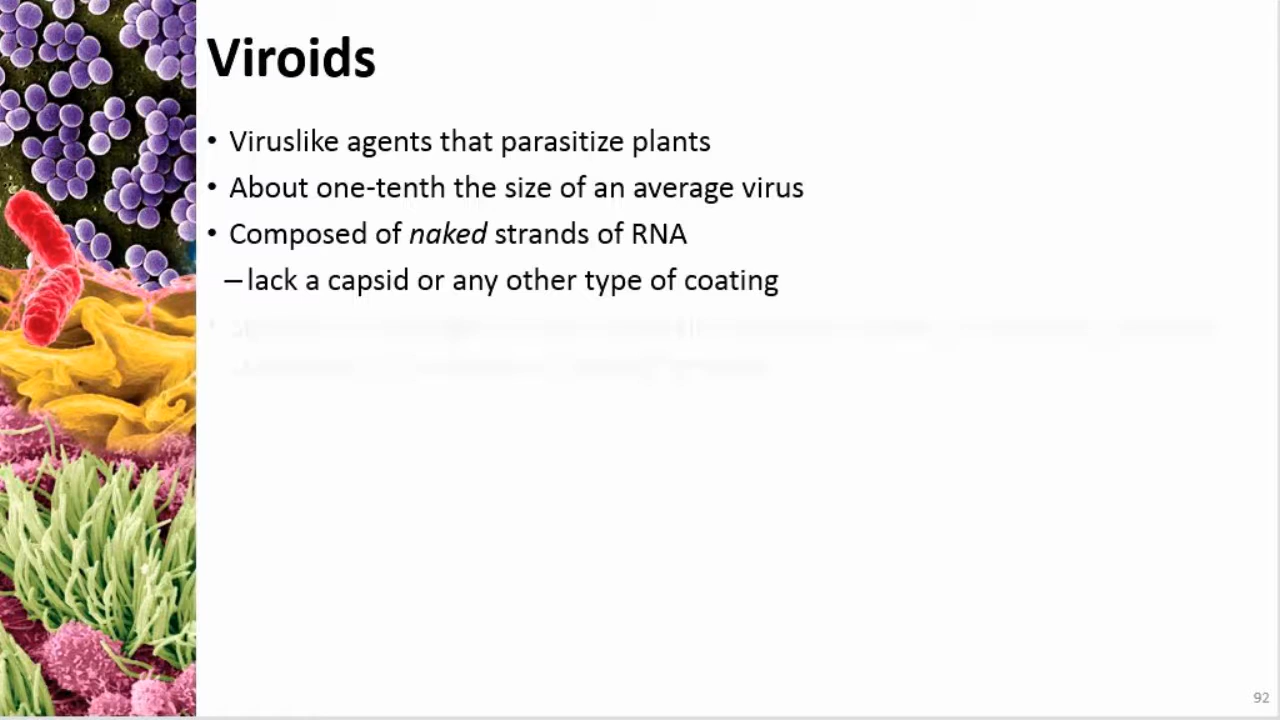 Viroids
• Viruslike agents that parasitize plants
• About one-tenth the size of an average virus
• Composed of naked strands of RNA
– lack a capsid or any other type of coating
92